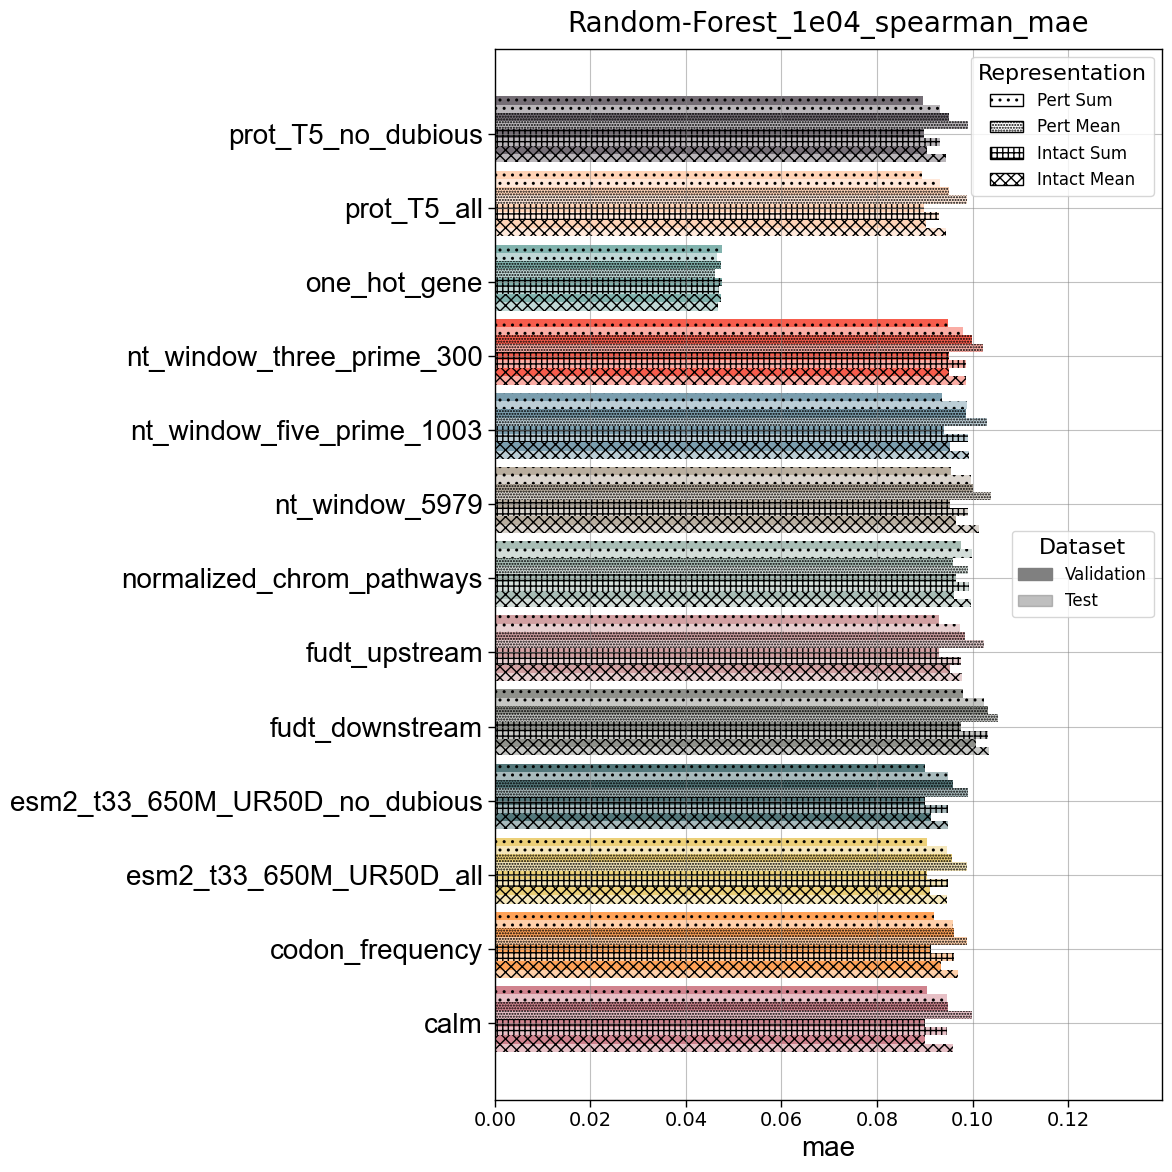 Random-Forest_1e04_spearman_mae
Representation
Pert Sum
Pert Mean
Intact Sum
Intact Mean
prot_T5_no_dubious
prot_T5_all
one_hot_gene
nt_window_three_prime_300
nt_window_five_prime_1003
nt_window_5979
Dataset
Validation
Test
normalized_chrom_pathways
fudt_upstream
fudt_downstream
esm2_t33_650M_UR50D_no_dubious
esm2_t33_650M_UR50D_all
codon_frequency
calm
0.00 0.02 0.04 0.06 0.08 0.10 0.12
mae